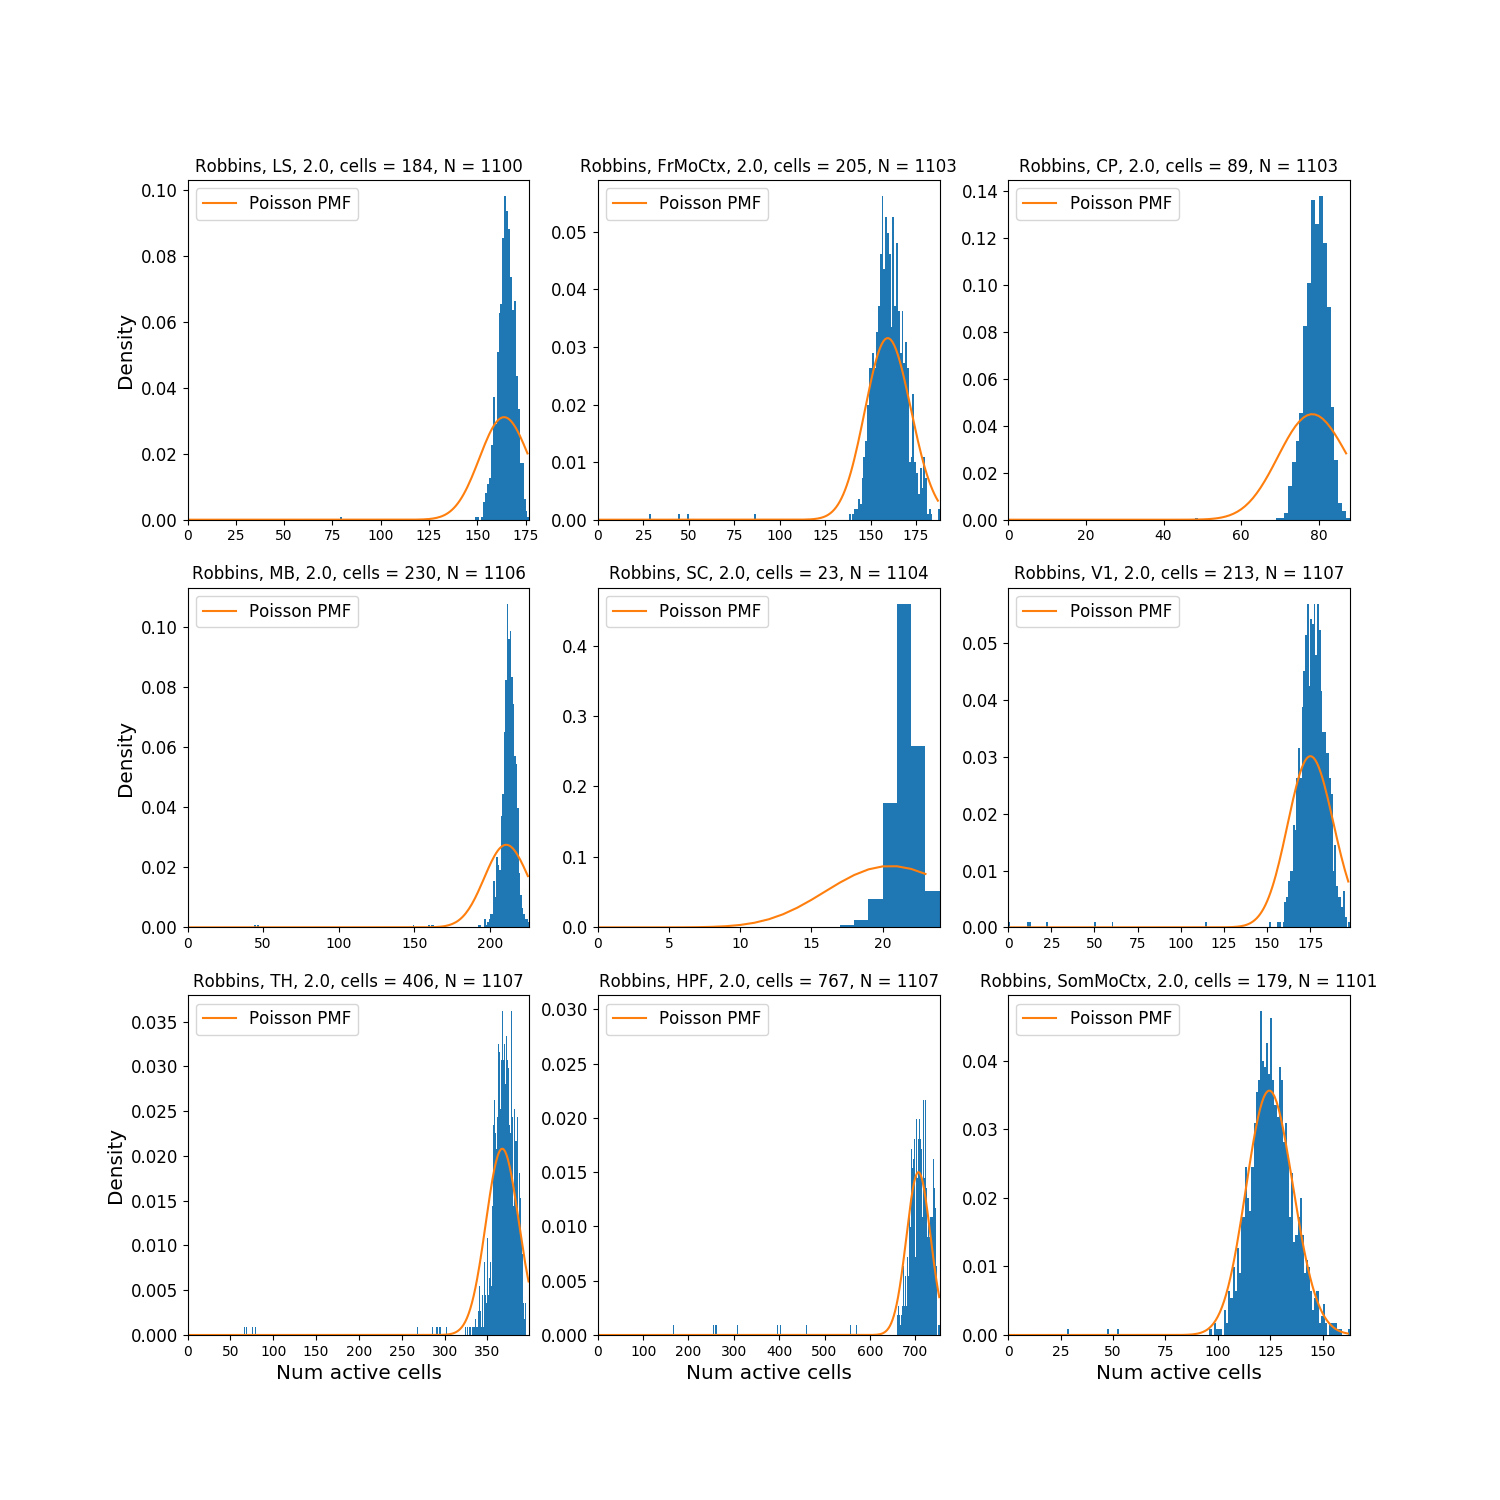 Robbins, LS, 2.0, cells = 184, N = 1100
Robbins, FrMoCtx, 2.0, cells = 205, N = 1103
Robbins, CP, 2.0, cells = 89, N = 1103
Poisson PMF
Poisson PMF
Poisson PMF
Density
0.10
0.08
0.06
0.04
0.02
0.00
0 25 50 75 100 125 150 175
0.05
0.04
0.03
0.02
0.01
0.00
0 25 50 75 100 125 150 175
0.14
0.12
0.10
0.08
0.06
0.04
0.02
0.00
0 20 40 60 80
Robbins, MB, 2.0, cells = 230, N = 1106
Robbins, SC, 2.0, cells = 23, N = 1104
Robbins, V1, 2.0, cells = 213, N = 1107
Poisson PMF
Poisson PMF
Poisson PMF
Density
0.10
0.08
0.06
0.04
0.02
0.00
0 50 100 150 200
0.4
0.3
0.2
0.1
0.0
0 5 10 15 20
0.05
0.04
0.03
0.02
0.01
0.00
0 25 50 75 100 125 150 175
Robbins, TH, 2.0, cells = 406, N = 1107
Robbins, HPF, 2.0, cells = 767, N = 1107
Robbins, SomMoCtx, 2.0, cells = 179, N = 1101
Poisson PMF
Poisson PMF
Poisson PMF
Density
0.035
0.030
0.025
0.020
0.015
0.010
0.005
0.000
0 50 100 150 200 250 300 350
Num active cells
0.030
0.025
0.020
0.015
0.010
0.005
0.000
0 100 200 300 400 500 600 700
Num active cells
0.04
0.03
0.02
0.01
0.00
0 25 50 75 100 125 150
Num active cells